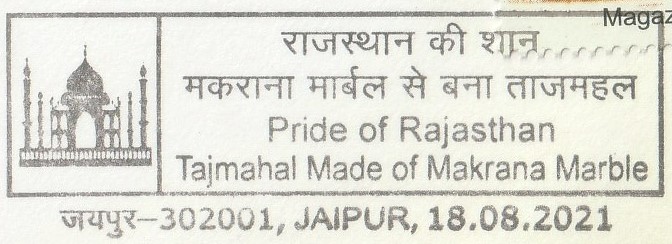 Magaz
राजस्थान की शान
मकराना मार्बल से बना ताजमहल
Pride of Rajasthan
Tajmahal Made of Makrana Marble
जयपुर–302001, JAIPUR, 18.08.2021